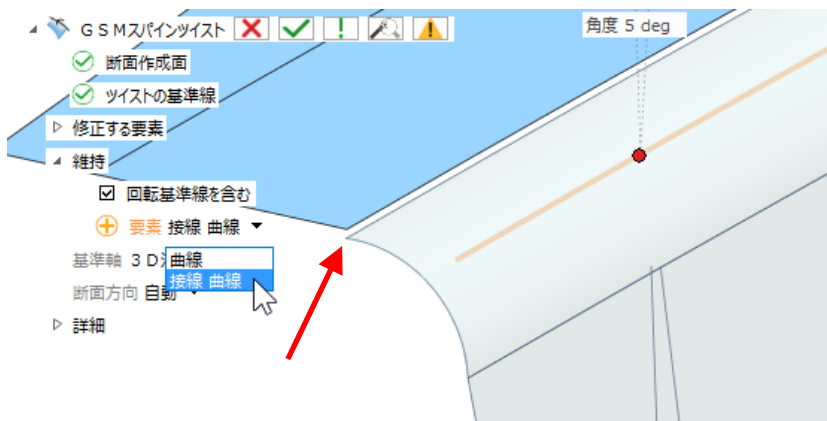 GSMスパインツイスト
角度 5 deg
断面作成面
ツイストの基準線
修正する要素
維持
回転基準線を含む
要素 接線 曲線
基準軸 3D
曲線
接線 曲線
断面方向 自動
詳細